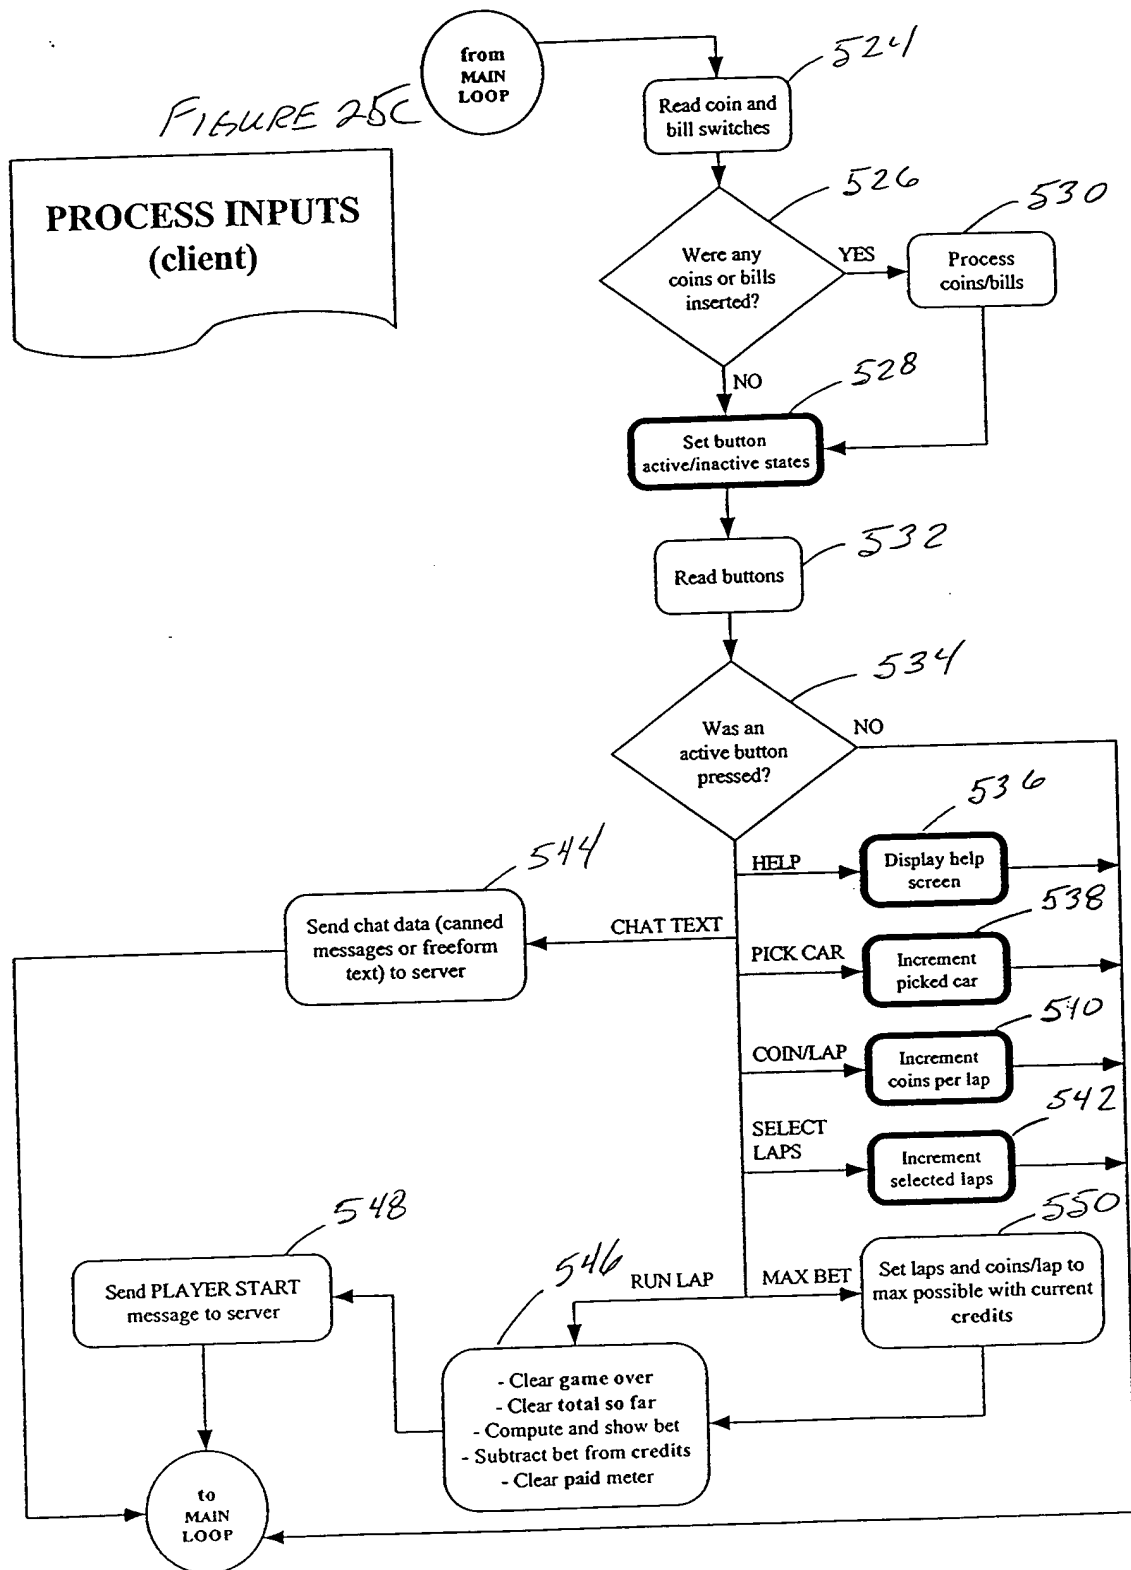 from
MAIN
LOOP
524
Read coin and
bill switches
FIGURE 25C
PROCESS INPUTS
(client)
526
Were any
coins or bills
inserted?
YES
530
Process
coins/bills
NO
528
Set button
active/inactive states
532
Read buttons
534
Was an
active button
pressed?
NO
536
HELP
Display help
screen
544
Send chat data (canned
messages or freeform
text) to server
CHAT TEXT
538
PICK CAR
Increment
picked car
540
COIN/LAP
Increment
coins per lap
542
SELECT
LAPS
Increment
selected laps
548
Send PLAYER START
message to server
546
RUN LAP
MAX BET
550
Set laps and coins/lap to
max possible with current
credits
- Clear game over
- Clear total so far
- Compute and show bet
- Subtract bet from credits
- Clear paid meter
to
MAIN
LOOP